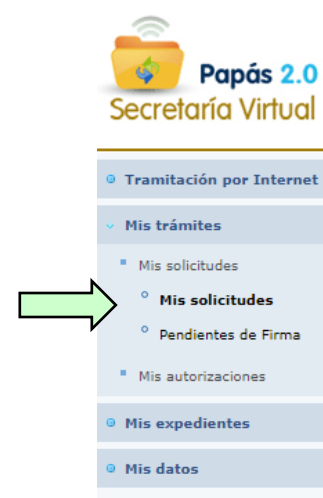 Papás 2.0
Secretaría Virtual
Tramitación por Internet
Mis trámites
Mis solicitudes
Mis solicitudes
Pendientes de Firma
Mis autorizaciones
Mis expedientes
Mis datos